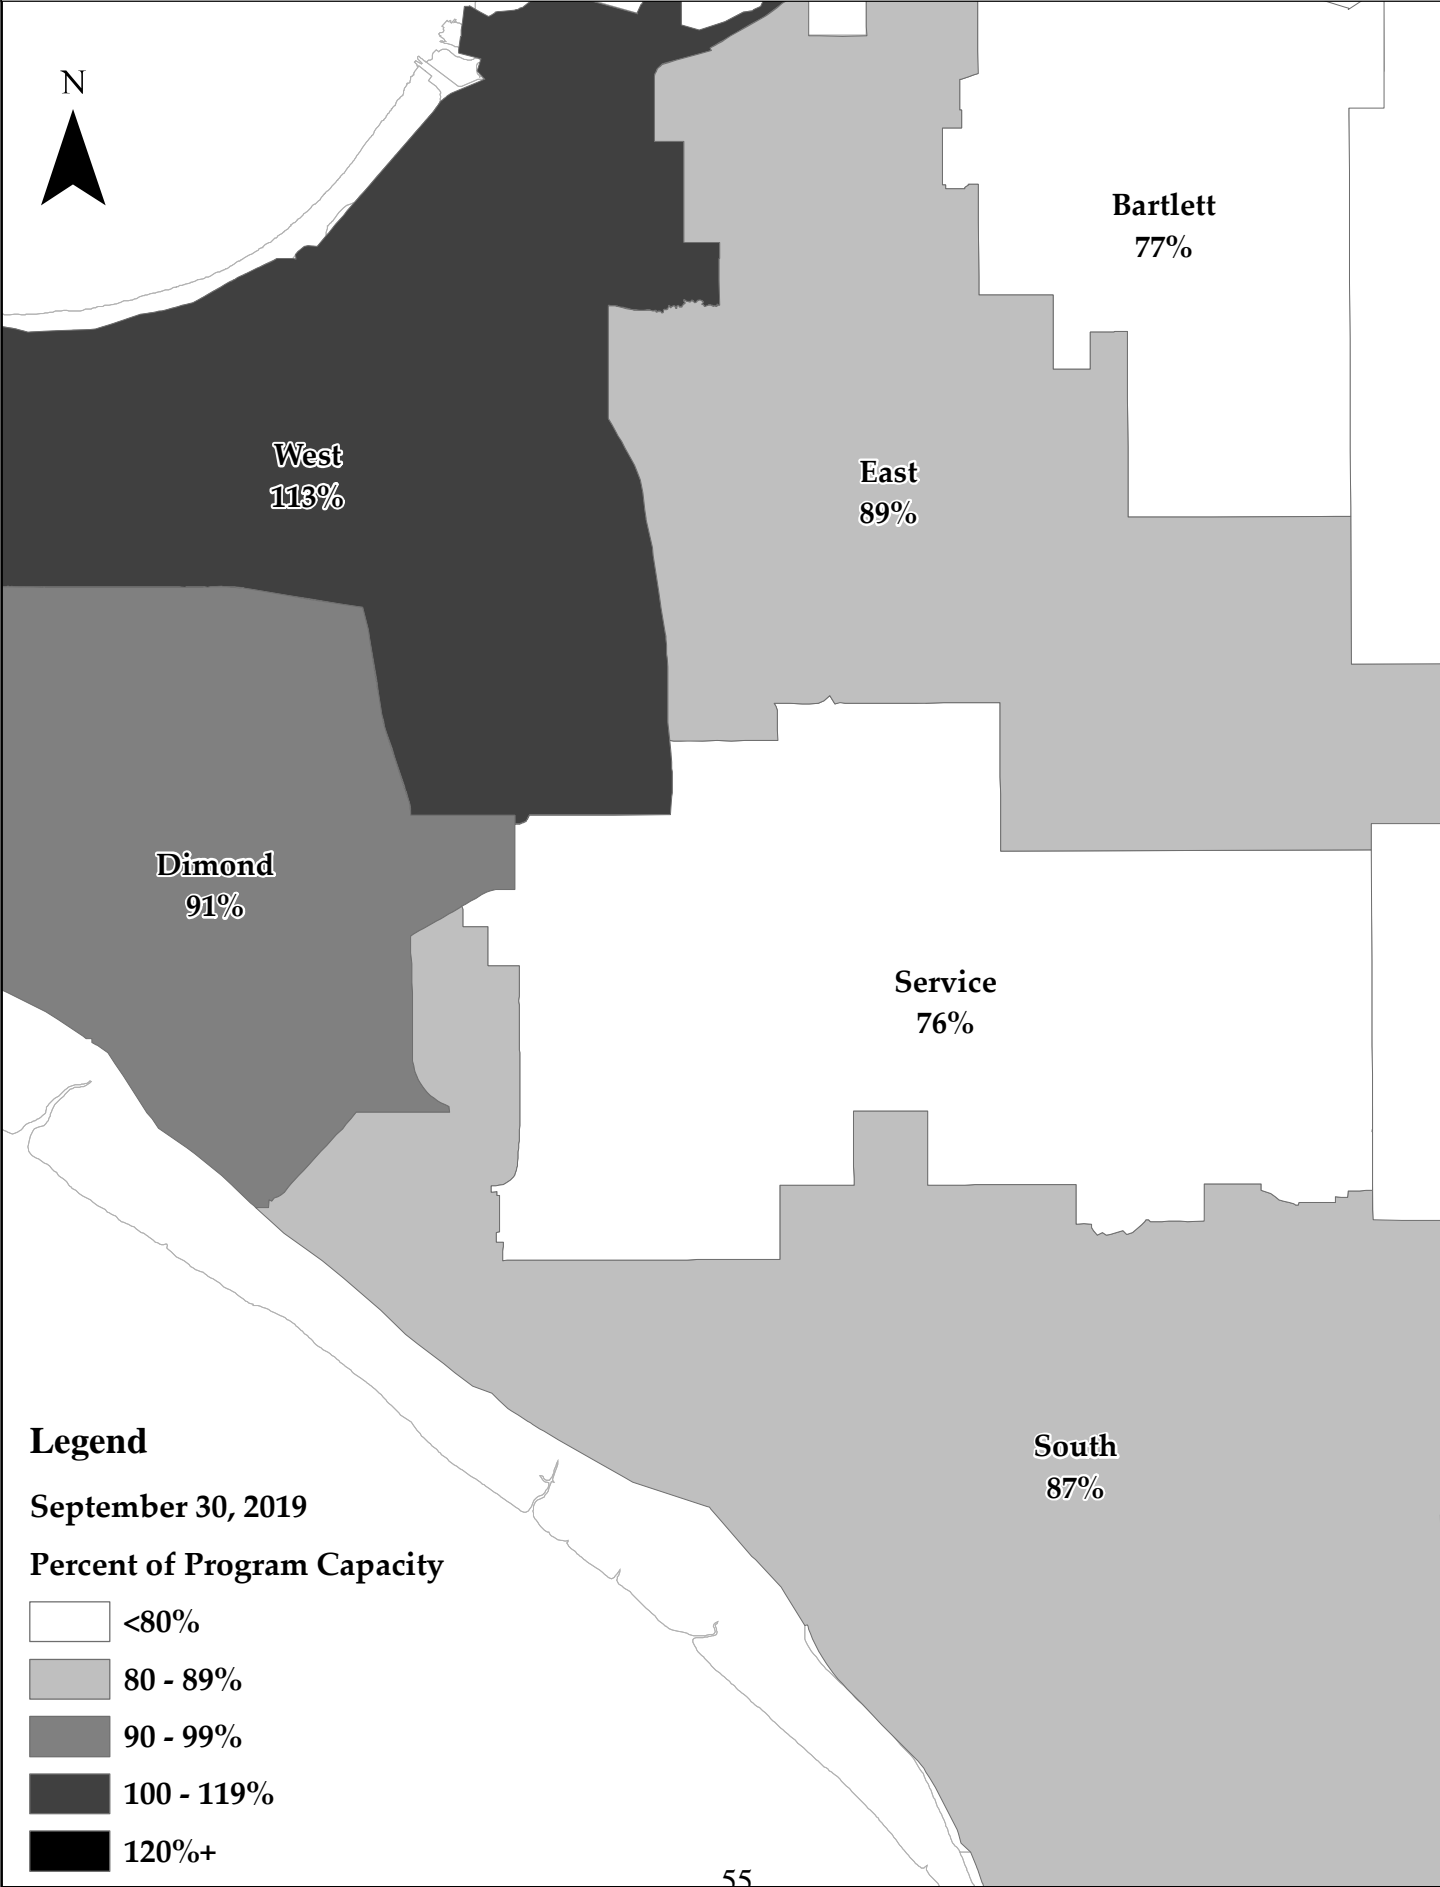 N
Bartlett
77%
West
113%
East
89%
Dimond
91%
Service
76%
South
87%
Legend
September 30, 2019
Percent of Program Capacity
<80%
80 - 89%
90 - 99%
100 - 119%
120%+
55